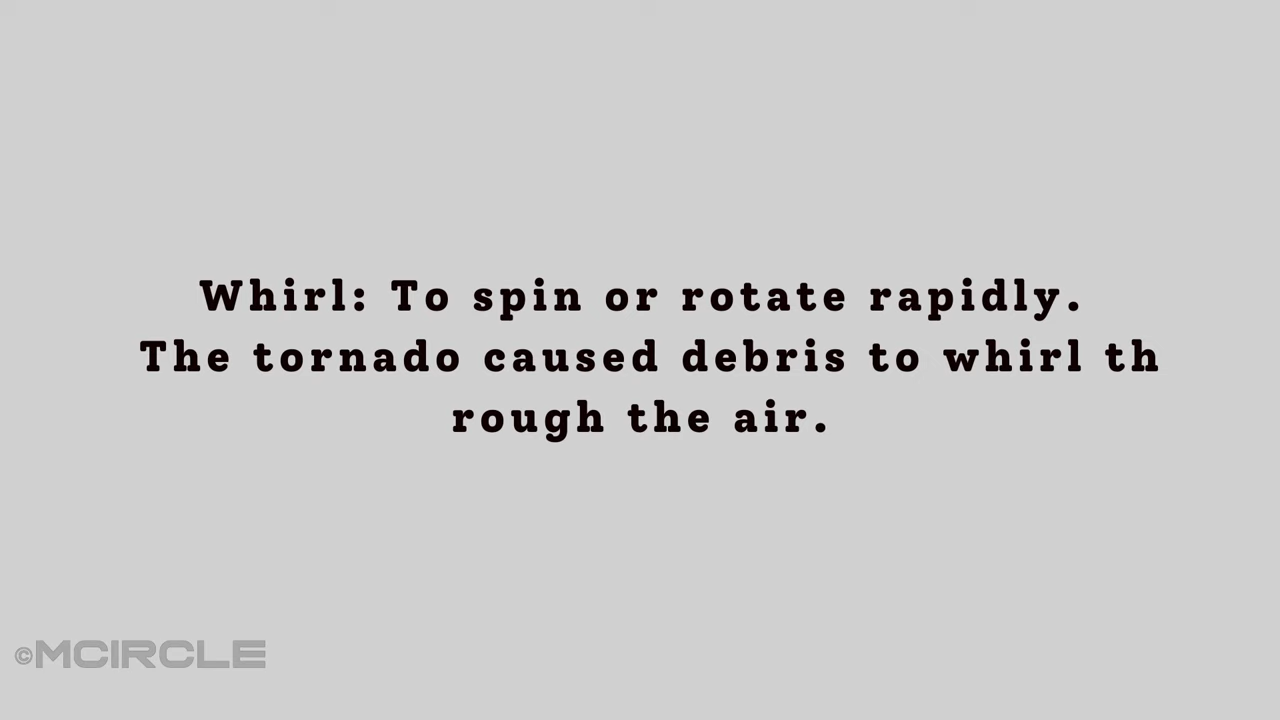 Whirl: To spin or rotate rapidly.
The tornado caused debris to whirl th
rough the air.
©MCIRCLE